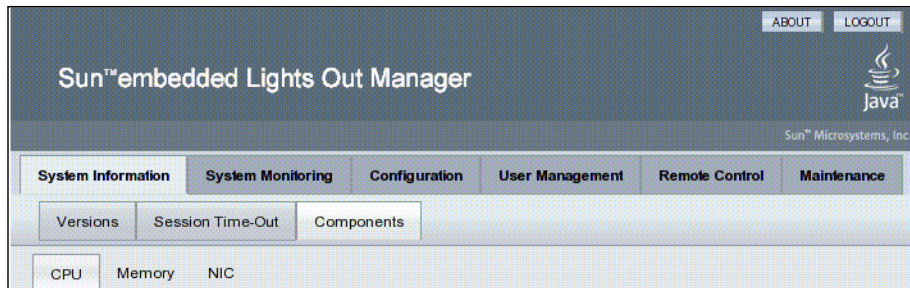 ABOUT LOGOUT
Sun™embedded Lights Out Manager
Java™
Sun™ Microsystems, Inc
System Information System Monitoring Configuration User Management Remote Control Maintenance
Versions Session Time-Out Components
CPU Memory NIC